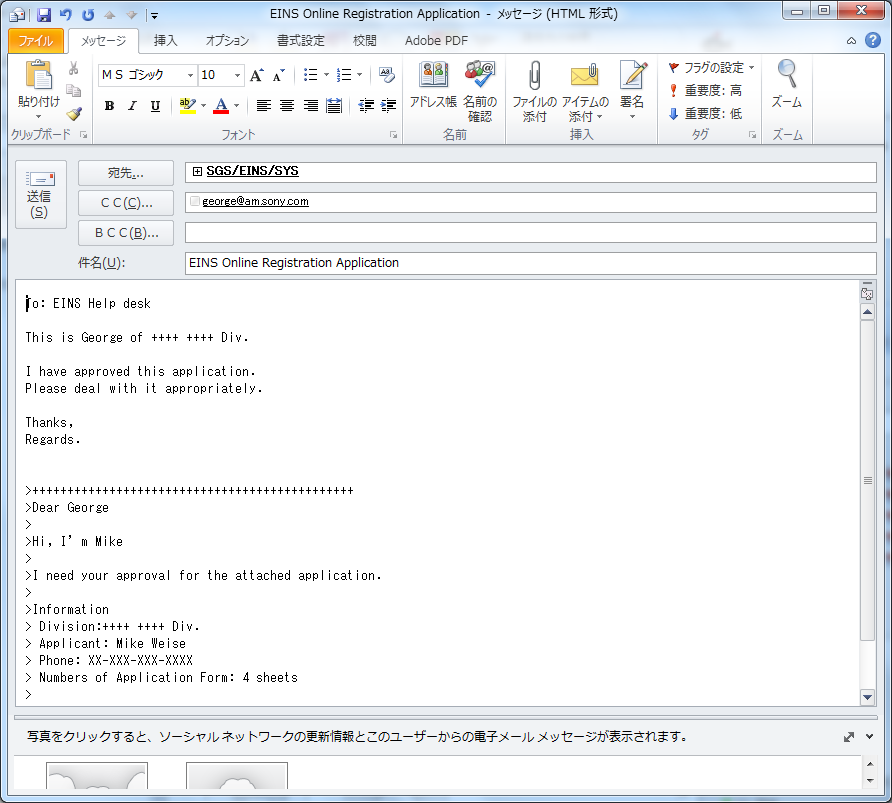 EINS Online Registration Application - メッセージ (HTML 形式)
ファイル メッセージ 挿入 オプション 書式設定 校閲 Adobe PDF
貼り付け
クリップボード
ＭＳ ゴシック 10
B I U
フォント
アドレス帳 名前の確認
名前
ファイルの添付 アイテムの添付 署名
挿入
フラグの設定
重要度: 高
重要度: 低
タグ
ズーム
ズーム
送信(S)
宛先... SGS/EINS/SYS
ＣＣ(C)... george@am.sony.com
ＢＣＣ(B)...
件名(U): EINS Online Registration Application
To: EINS Help desk
This is George of ++++ ++++ Div.
I have approved this application.
Please deal with it appropriately.
Thanks,
Regards.
>++++++++++++++++++++++++++++++++++++++++++++++
>Dear George
>
>Hi, I’m Mike
>
>I need your approval for the attached application.
>
>Information
> Division:++++ ++++ Div.
> Applicant: Mike Weise
> Phone: XX-XXX-XXX-XXXX
> Numbers of Application Form: 4 sheets
>
写真をクリックすると、ソーシャル ネットワークの更新情報とこのユーザーからの電子メール メッセージが表示されます。